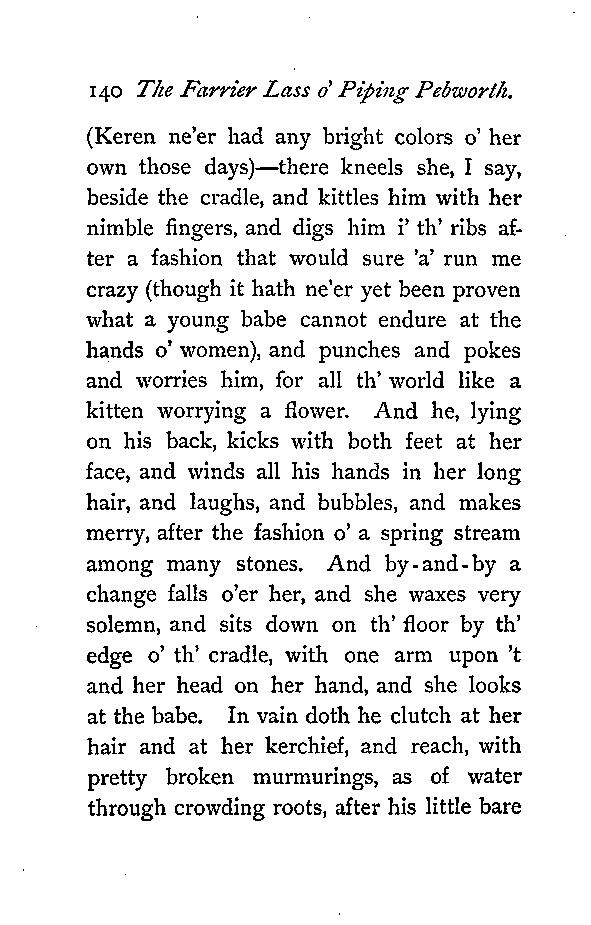 140 The Farrier Lass o' Piping Pebworth.
(Keren ne'er had any bright colors o' her
own those days)—there kneels she, I say,
beside the cradle, and kittles him with her
nimble fingers, and digs him i' th' ribs af-
ter a fashion that would sure 'a' run me
crazy (though it hath ne'er yet been proven
what a young babe cannot endure at the
hands o' women), and punches and pokes
and worries him, for all th' world like a
kitten worrying a flower. And he, lying
on his back, kicks with both feet at her
face, and winds all his hands in her long
hair, and laughs, and bubbles, and makes
merry, after the fashion o' a spring stream
among many stones. And by-and-by a
change falls o'er her, and she waxes very
solemn, and sits down on th' floor by th'
edge o' th' cradle, with one arm upon 't
and her head on her hand, and she looks
at the babe. In vain doth he clutch at her
hair and at her kerchief, and reach, with
pretty broken murmurings, as of water
through crowding roots, after his little bare